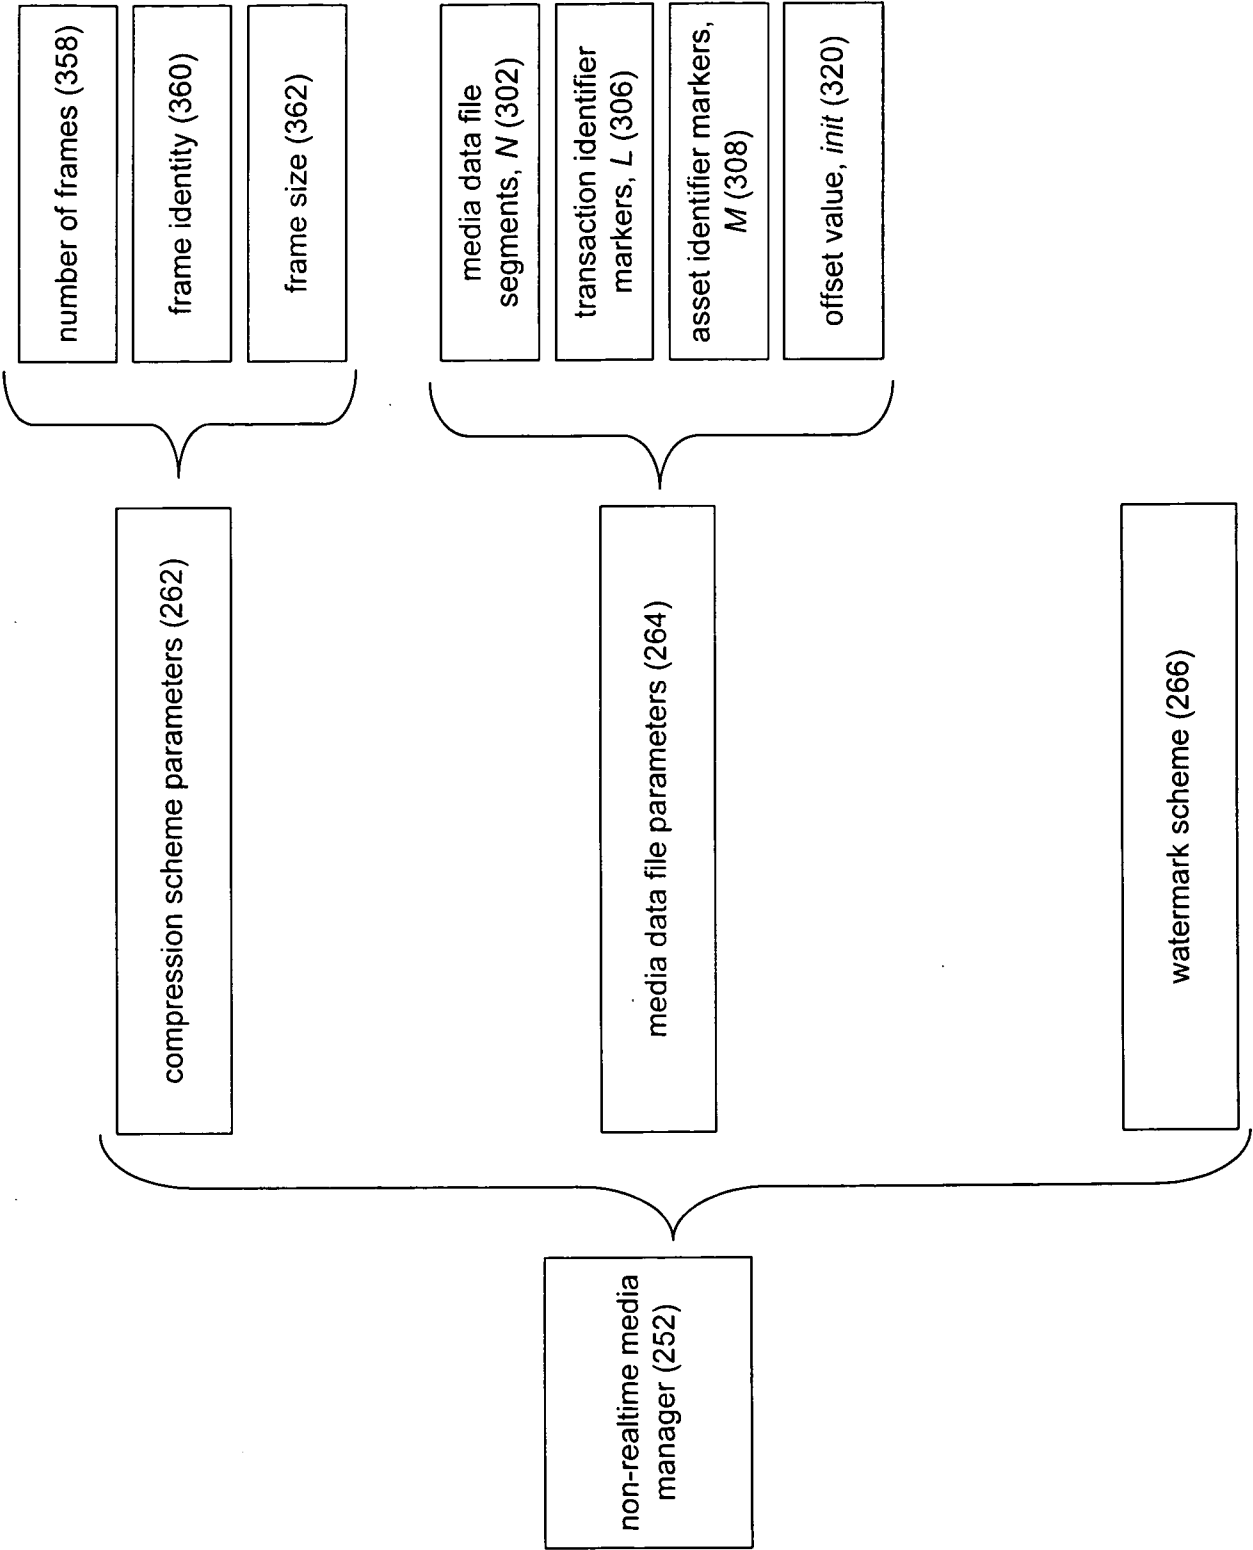 non-realtime media
manager (252)
compression scheme parameters (262)
number of frames (358)
frame identity (360)
frame size (362)
media data file parameters (264)
media data file
segments, N (302)
transaction identifier
markers, L (306)
asset identifier markers,
M (308)
offset value, init (320)
watermark scheme (266)